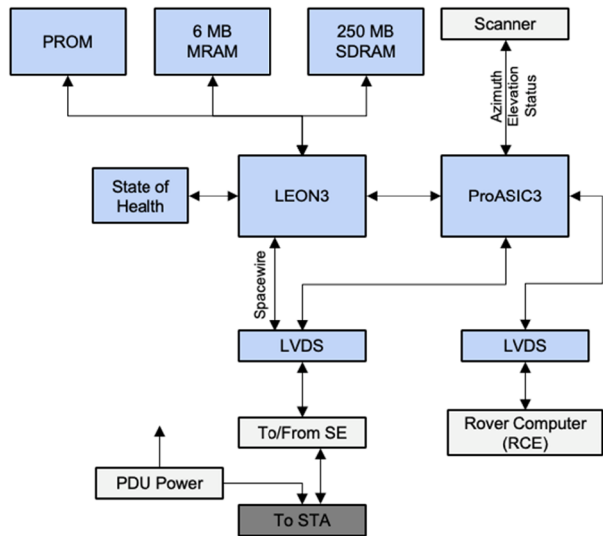 PROM
6 MB
MRAM
250 MB
SDRAM
Scanner
Azimuth
Elevation
Status
State of
Health
LEON3
ProASIC3
Spacewire
LVDS
LVDS
To/From SE
Rover Computer
(RCE)
PDU Power
To STA